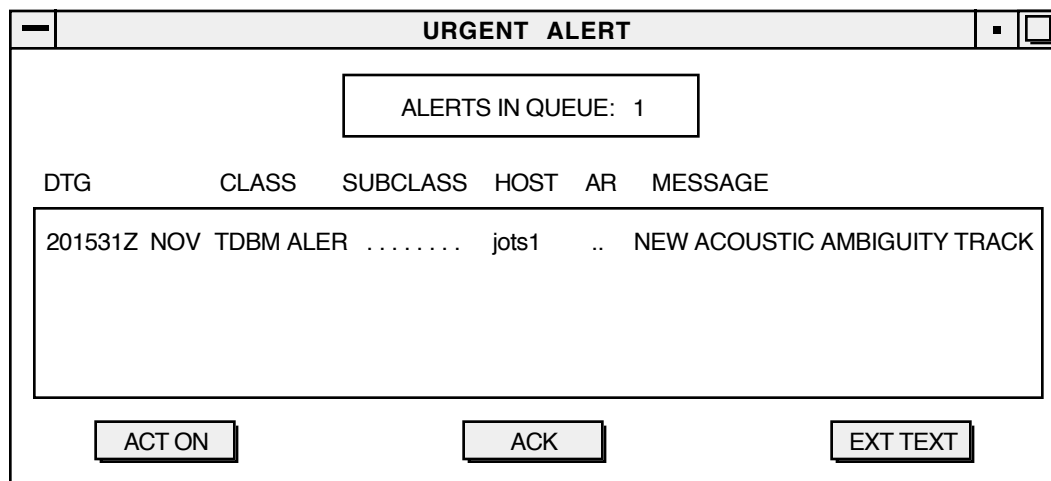 URGENT ALERT
ALERTS IN QUEUE: 1
DTG CLASS SUBCLASS HOST AR MESSAGE
201531Z NOV TDBM ALER . . . . . . . . jots1 .. NEW ACOUSTIC AMBIGUITY TRACK
ACT ON ACK EXT TEXT